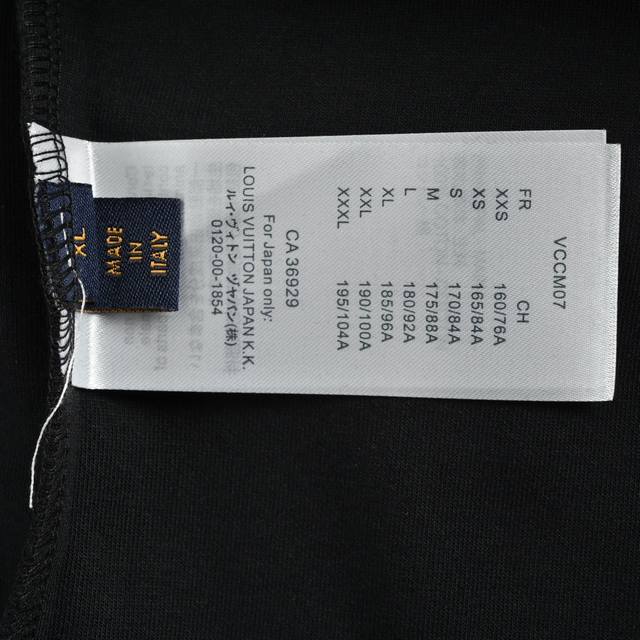 VCCM07
FR CH
XXS 160/76A
XS 165/84A
S 170/84A
M 175/88A
L 180/92A
XL 185/96A
XXL 190/100A
XXXL 195/104A
CA 36929
For Japan only:
LOUIS VUITTON JAPAN K.K.
ルイ・ヴィトン ジャパン(株)
0120-00-1854
XL
MADE
IN
ITALY